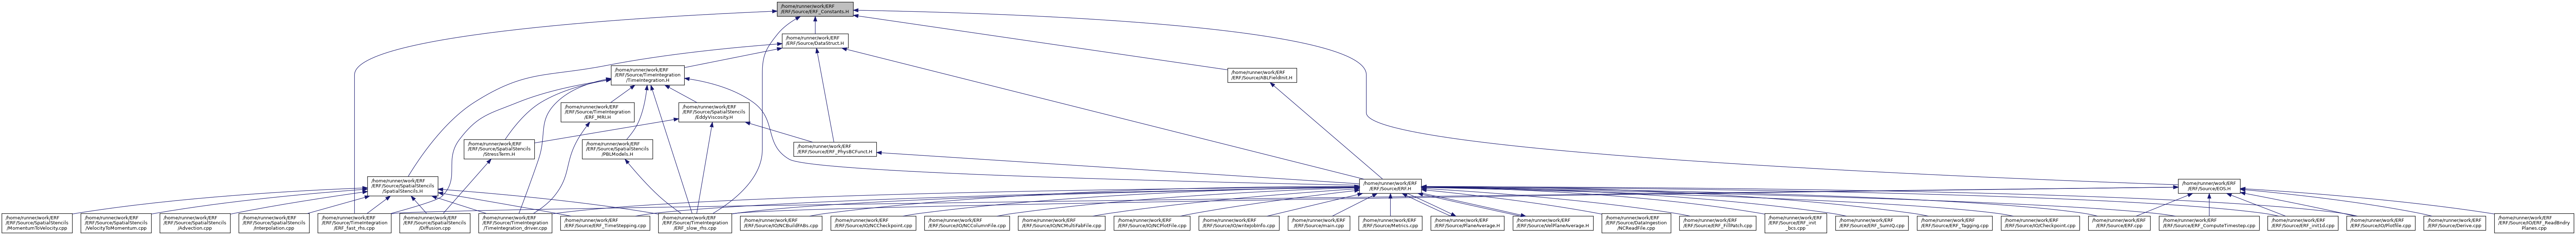 /home/runner/work/ERF
/ERF/Source/ERF_Constants.H
/home/runner/work/ERF
/ERF/Source/DataStruct.H
/home/runner/work/ERF
/ERF/Source/TimeIntegration
/TimeIntegration.H
/home/runner/work/ERF
/ERF/Source/ABLFieldInit.H
/home/runner/work/ERF
/ERF/Source/TimeIntegration
/ERF_MRI.H
/home/runner/work/ERF
/ERF/Source/SpatialStencils
/EddyViscosity.H
/home/runner/work/ERF
/ERF/Source/SpatialStencils
/StressTerm.H
/home/runner/work/ERF
/ERF/Source/SpatialStencils
/PBLModels.H
/home/runner/work/ERF
/ERF/Source/ERF_PhysBCFunct.H
/home/runner/work/ERF
/ERF/Source/SpatialStencils
/SpatialStencils.H
/home/runner/work/ERF
/ERF/Source/ERF.H
/home/runner/work/ERF
/ERF/Source/EOS.H
/home/runner/work/ERF
/ERF/Source/SpatialStencils
/MomentumToVelocity.cpp
/home/runner/work/ERF
/ERF/Source/SpatialStencils
/VelocityToMomentum.cpp
/home/runner/work/ERF
/ERF/Source/SpatialStencils
/Advection.cpp
/home/runner/work/ERF
/ERF/Source/SpatialStencils
/Interpolation.cpp
/home/runner/work/ERF
/ERF/Source/TimeIntegration
/ERF_fast_rhs.cpp
/home/runner/work/ERF
/ERF/Source/SpatialStencils
/Diffusion.cpp
/home/runner/work/ERF
/ERF/Source/TimeIntegration
/TimeIntegration_driver.cpp
/home/runner/work/ERF
/ERF/Source/ERF_TimeStepping.cpp
/home/runner/work/ERF
/ERF/Source/TimeIntegration
/ERF_slow_rhs.cpp
/home/runner/work/ERF
/ERF/Source/IO/NCBuildFABs.cpp
/home/runner/work/ERF
/ERF/Source/IO/NCCheckpoint.cpp
/home/runner/work/ERF
/ERF/Source/IO/NCColumnFile.cpp
/home/runner/work/ERF
/ERF/Source/IO/NCMultiFabFile.cpp
/home/runner/work/ERF
/ERF/Source/IO/NCPlotFile.cpp
/home/runner/work/ERF
/ERF/Source/IO/writeJobInfo.cpp
/home/runner/work/ERF
/ERF/Source/main.cpp
/home/runner/work/ERF
/ERF/Source/Metrics.cpp
/home/runner/work/ERF
/ERF/Source/PlaneAverage.H
/home/runner/work/ERF
/ERF/Source/VelPlaneAverage.H
/home/runner/work/ERF
/ERF/Source/DataIngestion
/NCReadFile.cpp
/home/runner/work/ERF
/ERF/Source/ERF_FillPatch.cpp
/home/runner/work/ERF
/ERF/Source/ERF_init
_bcs.cpp
/home/runner/work/ERF
/ERF/Source/ERF_SumIQ.cpp
/home/runner/work/ERF
/ERF/Source/ERF_Tagging.cpp
/home/runner/work/ERF
/ERF/Source/IO/Checkpoint.cpp
/home/runner/work/ERF
/ERF/Source/ERF.cpp
/home/runner/work/ERF
/ERF/Source/ERF_ComputeTimestep.cpp
/home/runner/work/ERF
/ERF/Source/ERF_init1d.cpp
/home/runner/work/ERF
/ERF/Source/IO/Plotfile.cpp
/home/runner/work/ERF
/ERF/Source/Derive.cpp
/home/runner/work/ERF
/ERF/Source/IO/ERF_ReadBndry
Planes.cpp